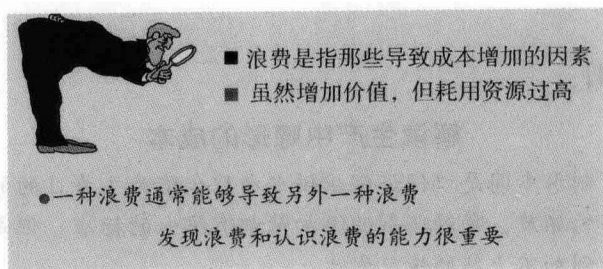 ■ 浪费是指那些导致成本增加的因素
■ 虽然增加价值，但耗用资源过高
●一种浪费通常能够导致另外一种浪费
发现浪费和认识浪费的能力很重要